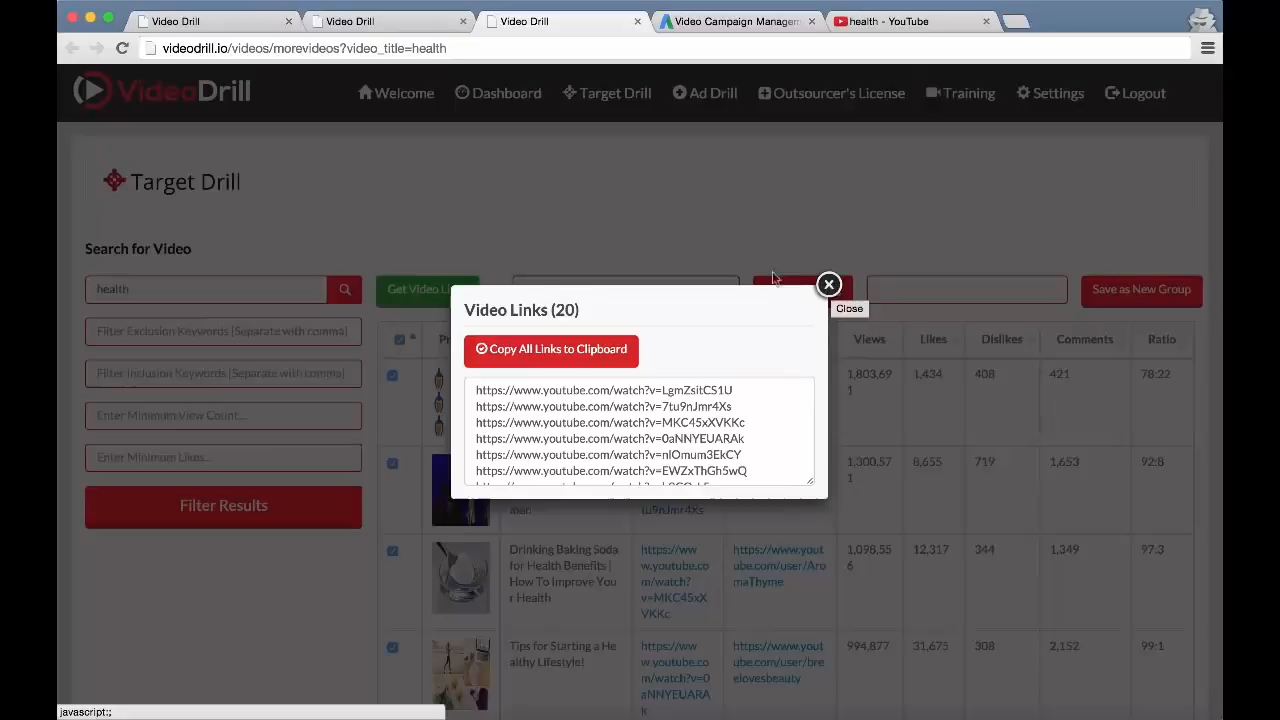 Video Drill
Video Drill
Video Drill
Video Campaign Managem
health - YouTube
videodrill.io/videos/morevideos?video_title=health
VideoDrill
Welcome
Dashboard
Target Drill
Ad Drill
Outsourcer's License
Training
Settings
Logout
Target Drill
Search for Video
health
Get Video Li
Save as New Group
Filter Exclusion Keywords [Separate with comma]
Filter Inclusion Keywords [Separate with comma]
Enter Minimum View Count...
Enter Minimum Likes...
Filter Results
Close
Video Links (20)
Copy All Links to Clipboard
https://www.youtube.com/watch?v=LgmZsitCS1U
https://www.youtube.com/watch?v=7tu9nJmr4Xs
https://www.youtube.com/watch?v=MKC45xXVKKc
https://www.youtube.com/watch?v=0aNNYEUARAk
https://www.youtube.com/watch?v=nIOmum3EkCY
https://www.youtube.com/watch?v=EWZxThGh5wQ
Pr
Views
Likes
Dislikes
Comments
Ratio
1,803,69
1
1,434
408
421
78:22
1,300,57
1
8,655
719
1,653
92:8
u9nJmr4Xs
Drinking Baking Soda
for Health Benefits |
How To Improve You
r Health
https://ww
w.youtube.co
m/watch?
v=MKC45xX
VKKc
https://www.yout
ube.com/user/Aro
maThyme
1,098,55
6
12,317
344
1,349
97:3
Tips for Starting a He
althy Lifestyle!
https://ww
w.youtube.co
m/watch?v=0
aNNYEUARA
k
https://www.yout
ube.com/user/bre
elovesbeauty
994,877
31,675
308
2,152
99:1
javascript:;